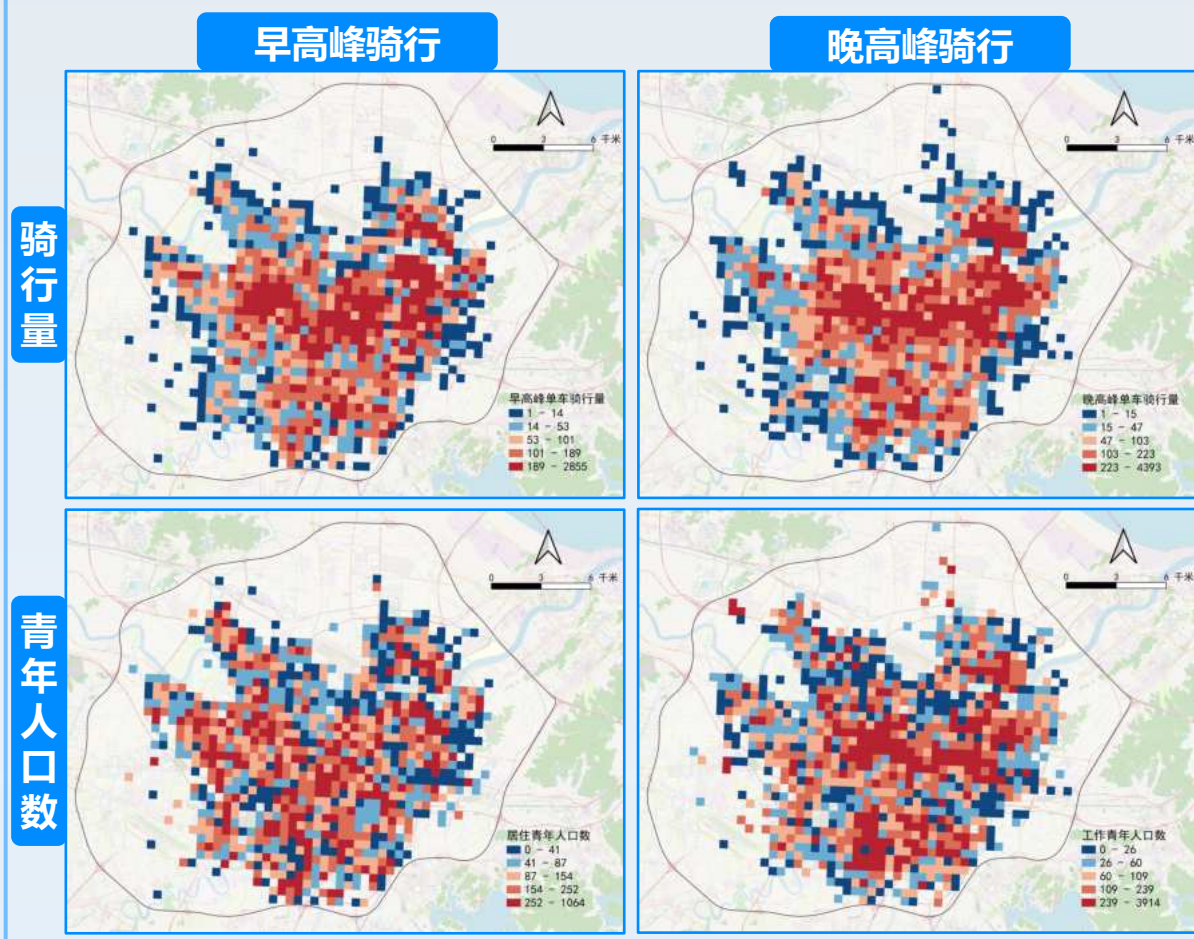 早高峰骑行
晚高峰骑行
骑行量
0 3 6 千米
早高峰单车骑行量
1 - 14
14 - 53
53 - 101
101 - 189
189 - 2855
0 3 6 千米
晚高峰单车骑行量
1 - 15
15 - 47
47 - 103
103 - 223
223 - 4393
青年人口数
0 3 6 千米
居住青年人口数
0 - 41
41 - 87
87 - 154
154 - 252
252 - 1064
0 3 6 千米
工作青年人口数
0 - 26
26 - 60
60 - 109
109 - 239
239 - 3914